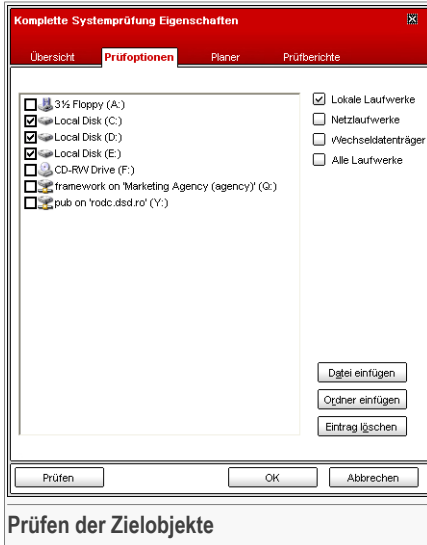 Komplette Systemprüfung Eigenschaften
Übersicht Prüfoptionen Planer Prüfberichte
3½ Floppy (A:)
Local Disk (C:)
Local Disk (D:)
Local Disk (E:)
CD-RW Drive (F:)
framework on 'Marketing Agency (agency)' (Q:)
pub on 'rodc.dsd.ro' (Y:)
Lokale Laufwerke
Netzlaufwerke
Wechseldatenträger
Alle Laufwerke
Datei einfügen
Ordner einfügen
Eintrag löschen
Prüfen OK Abbrechen
Prüfen der Zielobjekte